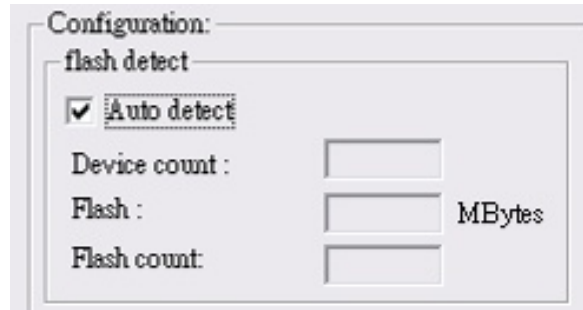 Configuration:
flash detect
Auto detect
Device count :
Flash : MBytes
Flash count: